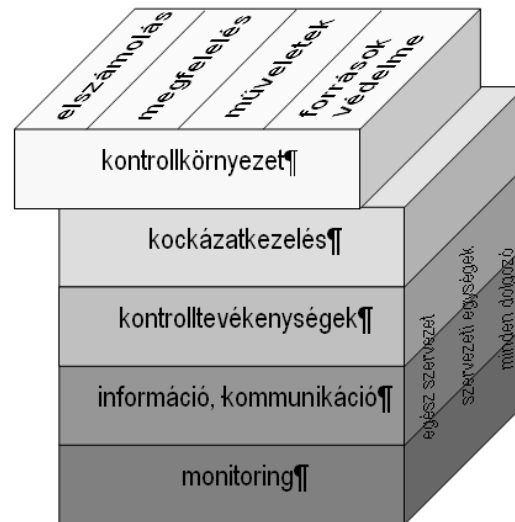 elszámolás
megfelelés
műveletek
források
védelme
kontrollkörnyezet¶
kockázatkezelés¶
kontrolltevékenységek¶
információ, kommunikáció¶
monitoring¶
egész szervezet
szervezeti egységek
minden dolgozó